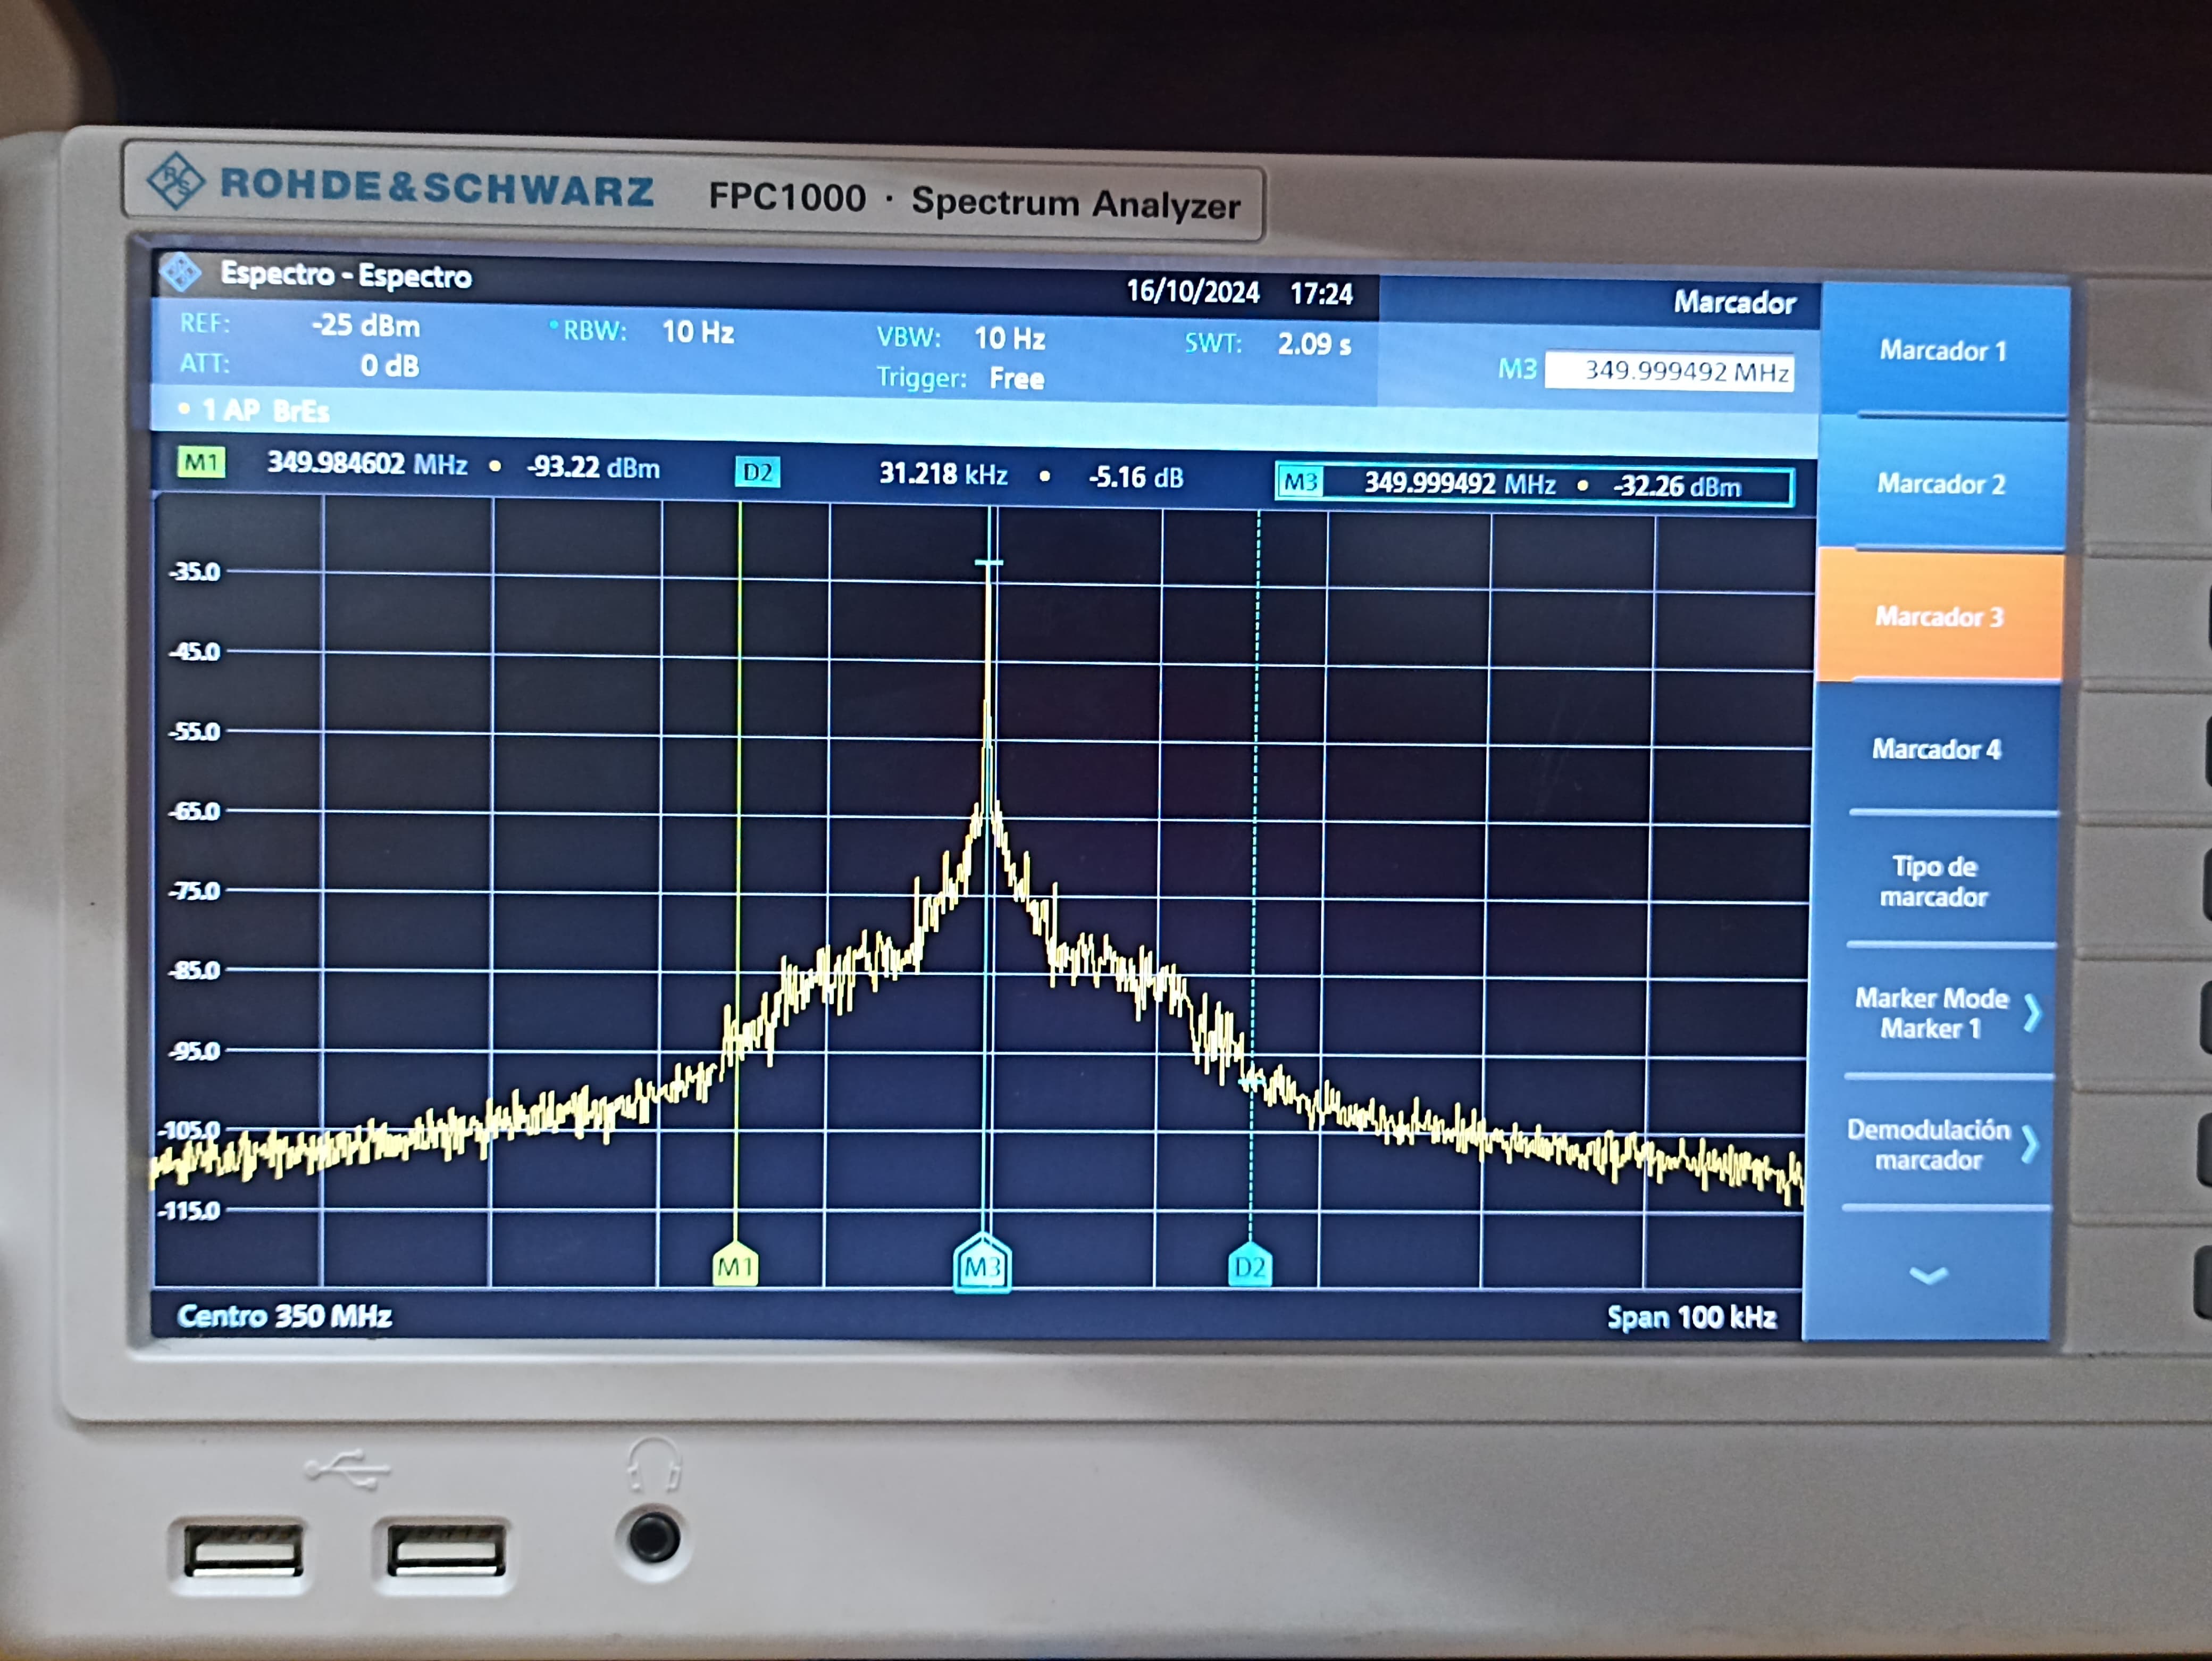 ROHDE&SCHWARZ FPC1000 · Spectrum Analyzer
Espectro - Espectro 16/10/2024 17:24 Marcador
REF: -25 dBm RBW: 10 Hz VBW: 10 Hz SWT: 2.09 s
ATT: 0 dB Trigger: Free M3 349.999492 MHz
1 AP BrEs
M1 349.984602 MHz • -93.22 dBm D2 31.218 kHz • -5.16 dB M3 349.999492 MHz • -32.26 dBm
-35.0
-45.0
-55.0
-65.0
-75.0
-85.0
-95.0
-105.0
-115.0
M1 M3 D2
Centro 350 MHz Span 100 kHz
Marcador 1
Marcador 2
Marcador 3
Marcador 4
Tipo de
marcador
Marker Mode
Marker 1
Demodulación
marcador